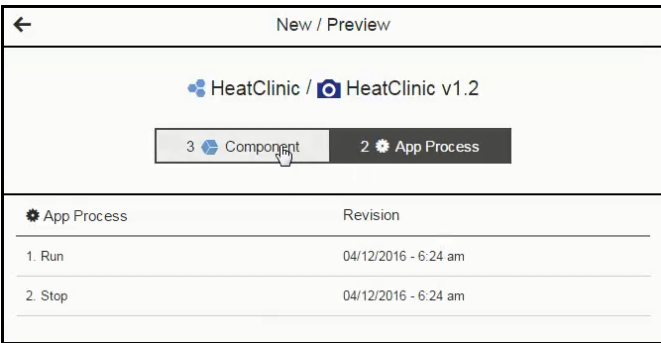 New / Preview
HeatClinic / HeatClinic v1.2
3 Component 2 App Process
App Process Revision
1. Run 04/12/2016 - 6:24 am
2. Stop 04/12/2016 - 6:24 am